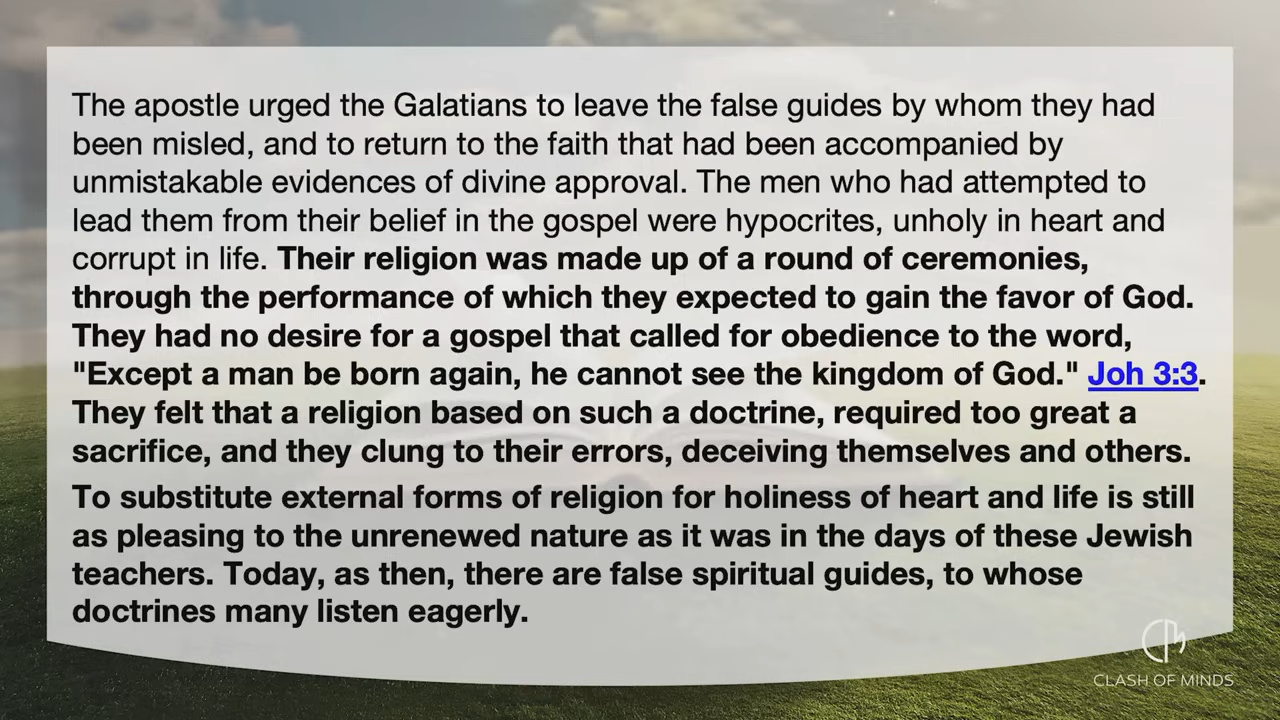 The apostle urged the Galatians to leave the false guides by whom they had
been misled, and to return to the faith that had been accompanied by
unmistakable evidences of divine approval. The men who had attempted to
lead them from their belief in the gospel were hypocrites, unholy in heart and
corrupt in life. Their religion was made up of a round of ceremonies,
through the performance of which they expected to gain the favor of God.
They had no desire for a gospel that called for obedience to the word,
"Except a man be born again, he cannot see the kingdom of God." Joh 3:3.
They felt that a religion based on such a doctrine, required too great a
sacrifice, and they clung to their errors, deceiving themselves and others.
To substitute external forms of religion for holiness of heart and life is still
as pleasing to the unrenewed nature as it was in the days of these Jewish
teachers. Today, as then, there are false spiritual guides, to whose
doctrines many listen eagerly.
CLASH OF MINDS